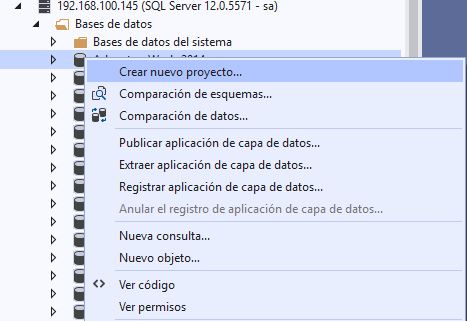 192.168.100.145 (SQL Server 12.0.5571 - sa)
Bases de datos
Bases de datos del sistema
Crear nuevo proyecto...
Comparación de esquemas...
Comparación de datos...
Publicar aplicación de capa de datos...
Extraer aplicación de capa de datos...
Registrar aplicación de capa de datos...
Anular el registro de aplicación de capa de datos...
Nueva consulta...
Nuevo objeto...
Ver código
Ver permisos